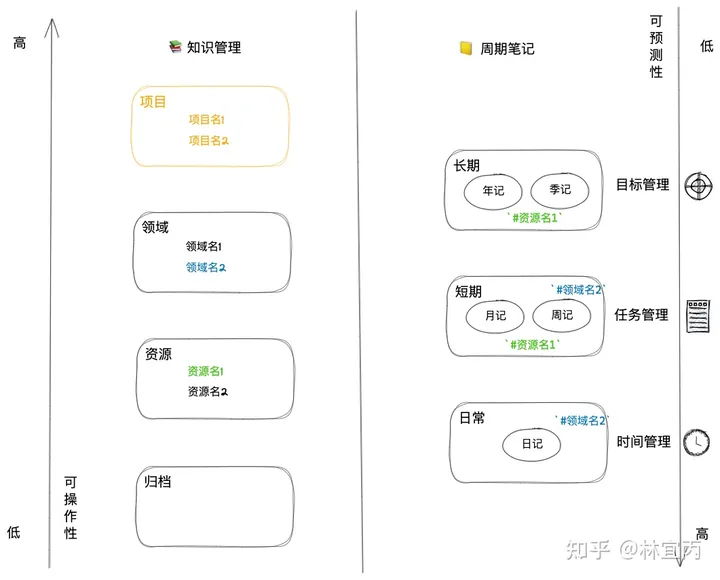 高
知识管理
项目
项目名1
项目名2
领域
领域名1
领域名2
资源
资源名1
资源名2
归档
可操作性
低
周期笔记
可预测性
低
长期
年记
季记
`#资源名1`
目标管理
短期
`#领域名2`
月记
周记
`#资源名1`
任务管理
日常
`#领域名2`
日记
时间管理
高
知乎 @林宜丙